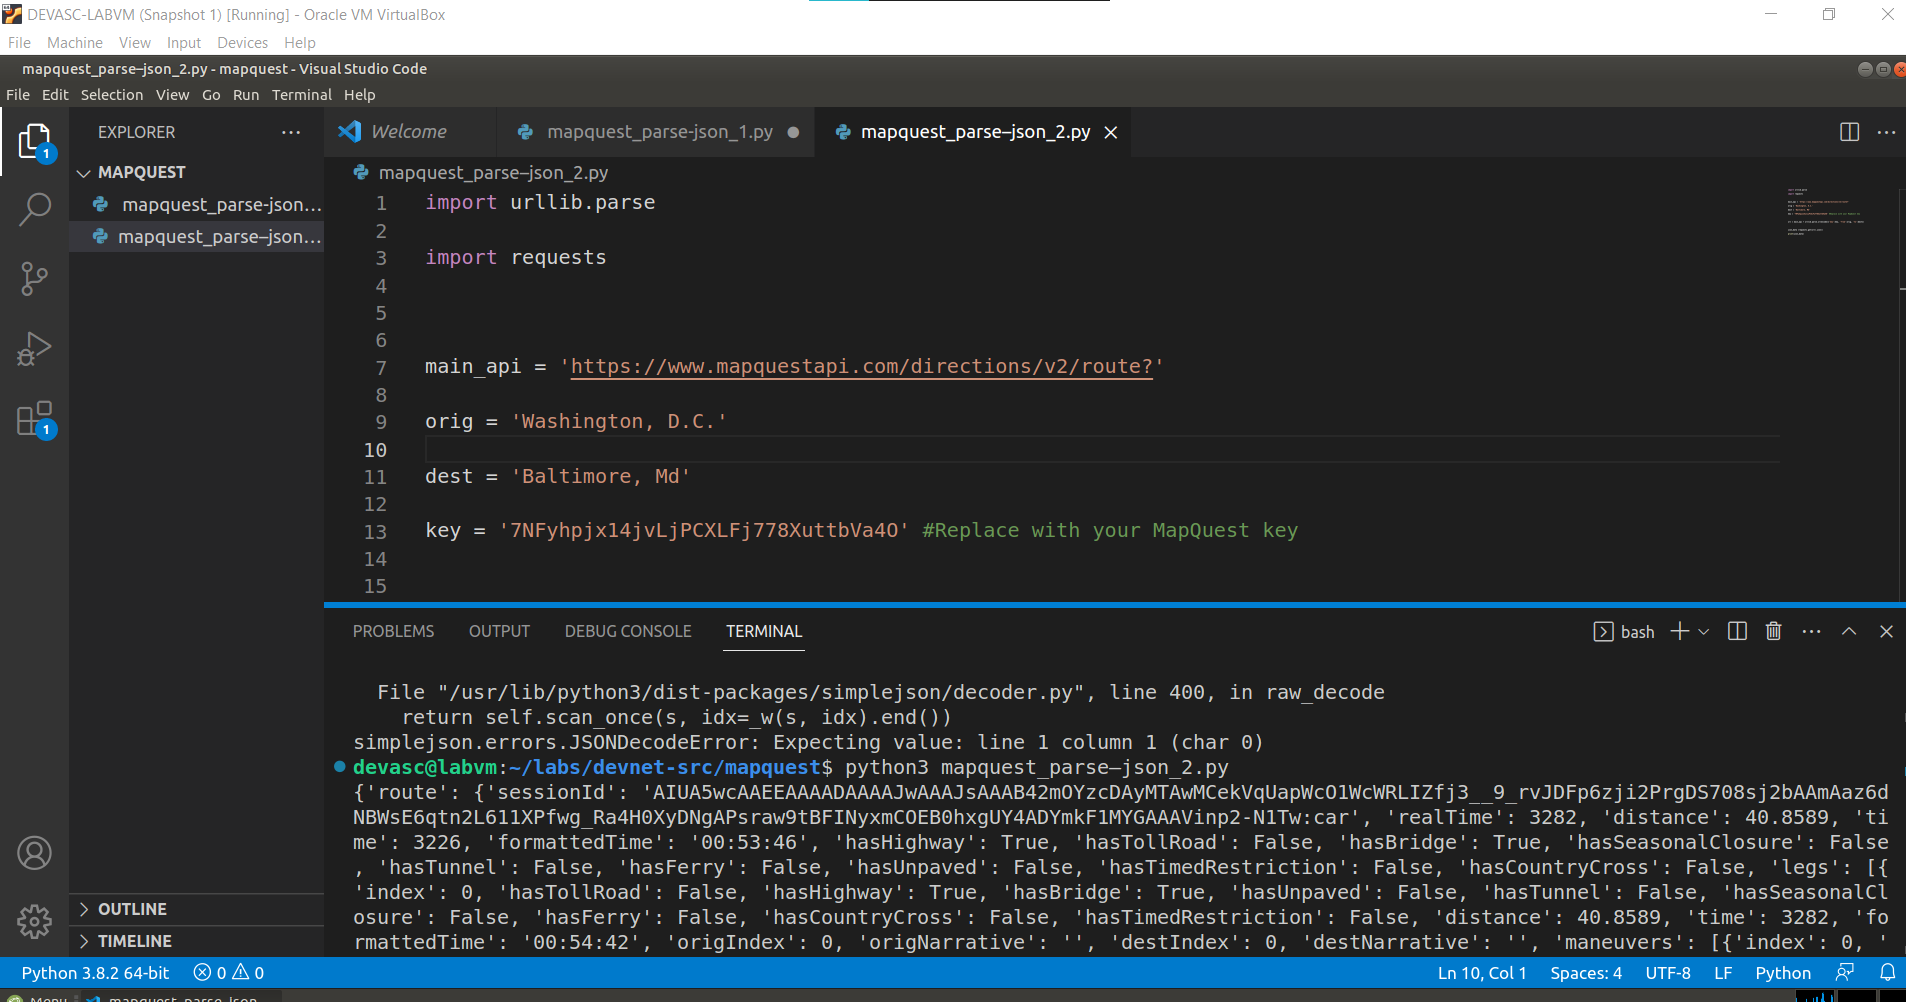 DEVASC-LABVM (Snapshot 1) [Running] - Oracle VM VirtualBox
File Machine View Input Devices Help
mapquest_parse–json_2.py - mapquest - Visual Studio Code
File Edit Selection View Go Run Terminal Help
EXPLORER
Welcome
mapquest_parse-json_1.py
mapquest_parse–json_2.py
1
MAPQUEST
mapquest_parse-json...
mapquest_parse–json...
1
mapquest_parse–json_2.py
1 import urllib.parse
2
3 import requests
4
5
6
7 main_api = 'https://www.mapquestapi.com/directions/v2/route?'
8
9 orig = 'Washington, D.C.'
10
11 dest = 'Baltimore, Md'
12
13 key = '7NFyhpjx14jvLjPCXLFj778XuttbVa4O' #Replace with your MapQuest key
14
15
PROBLEMS OUTPUT DEBUG CONSOLE TERMINAL
bash
File "/usr/lib/python3/dist-packages/simplejson/decoder.py", line 400, in raw_decode
return self.scan_once(s, idx=_w(s, idx).end())
simplejson.errors.JSONDecodeError: Expecting value: line 1 column 1 (char 0)
devasc@labvm:~/labs/devnet-src/mapquest$ python3 mapquest_parse–json_2.py
{'route': {'sessionId': 'AIUA5wcAAEEAAAADAAAAJwAAAJsAAAB42mOYzcDAyMTAwMCekVqUapWcO1WcWRLIZfj3__9_rvJDFp6zji2PrgDS708sj2bAAmAaz6d
NBWsE6qtn2L611XPfwg_Ra4H0XyDNgAPsraw9tBFINyxmCOEB0hxgUY4ADYmkF1MYGAAAVinp2-N1Tw:car', 'realTime': 3282, 'distance': 40.8589, 'ti
me': 3226, 'formattedTime': '00:53:46', 'hasHighway': True, 'hasTollRoad': False, 'hasBridge': True, 'hasSeasonalClosure': False
, 'hasTunnel': False, 'hasFerry': False, 'hasUnpaved': False, 'hasTimedRestriction': False, 'hasCountryCross': False, 'legs': [{
'index': 0, 'hasTollRoad': False, 'hasHighway': True, 'hasBridge': True, 'hasUnpaved': False, 'hasTunnel': False, 'hasSeasonalCl
osure': False, 'hasFerry': False, 'hasCountryCross': False, 'hasTimedRestriction': False, 'distance': 40.8589, 'time': 3282, 'fo
rmattedTime': '00:54:42', 'origIndex': 0, 'origNarrative': '', 'destIndex': 0, 'destNarrative': '', 'maneuvers': [{'index': 0, '
OUTLINE
TIMELINE
Python 3.8.2 64-bit 0 0 Ln 10, Col 1 Spaces: 4 UTF-8 LF Python
Menu mapquest_parse–json